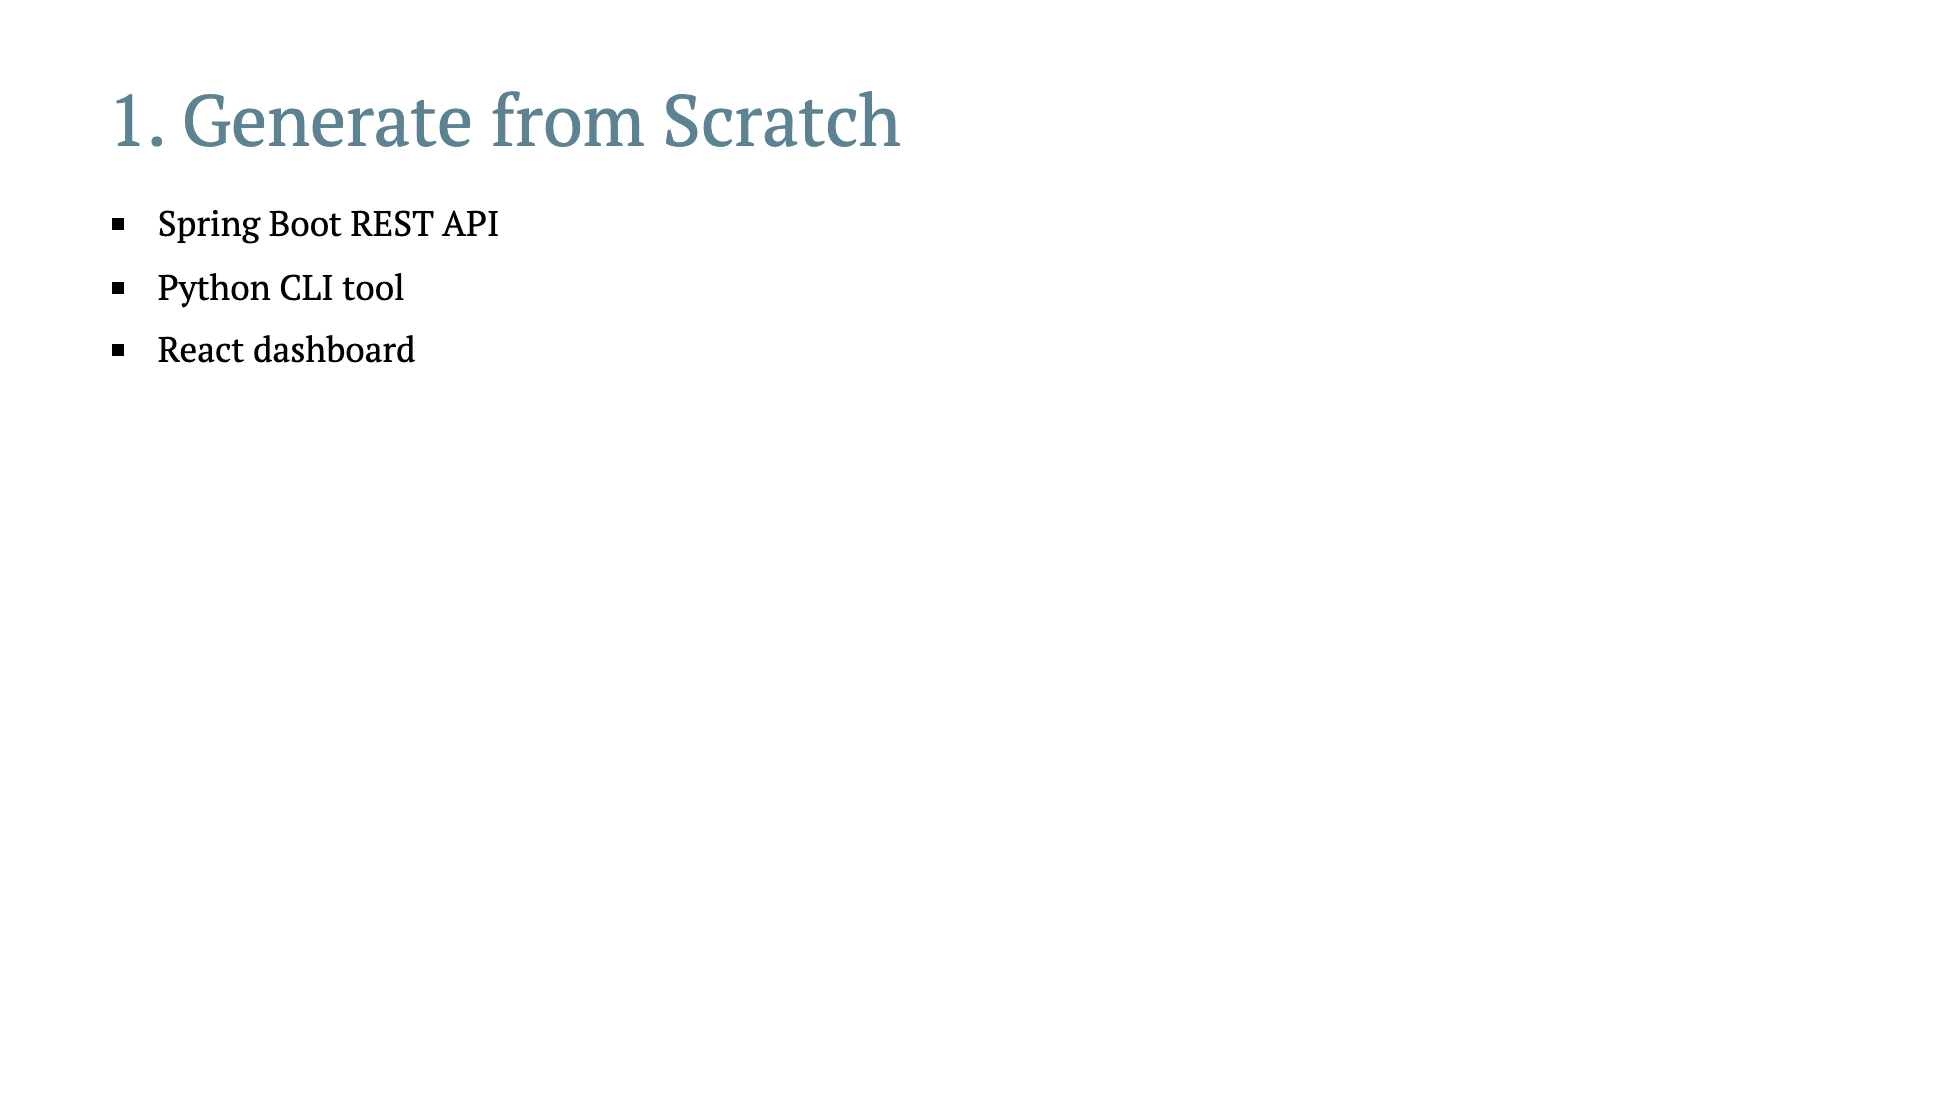 1. Generate from Scratch
▪ Spring Boot REST API
▪ Python CLI tool
▪ React dashboard